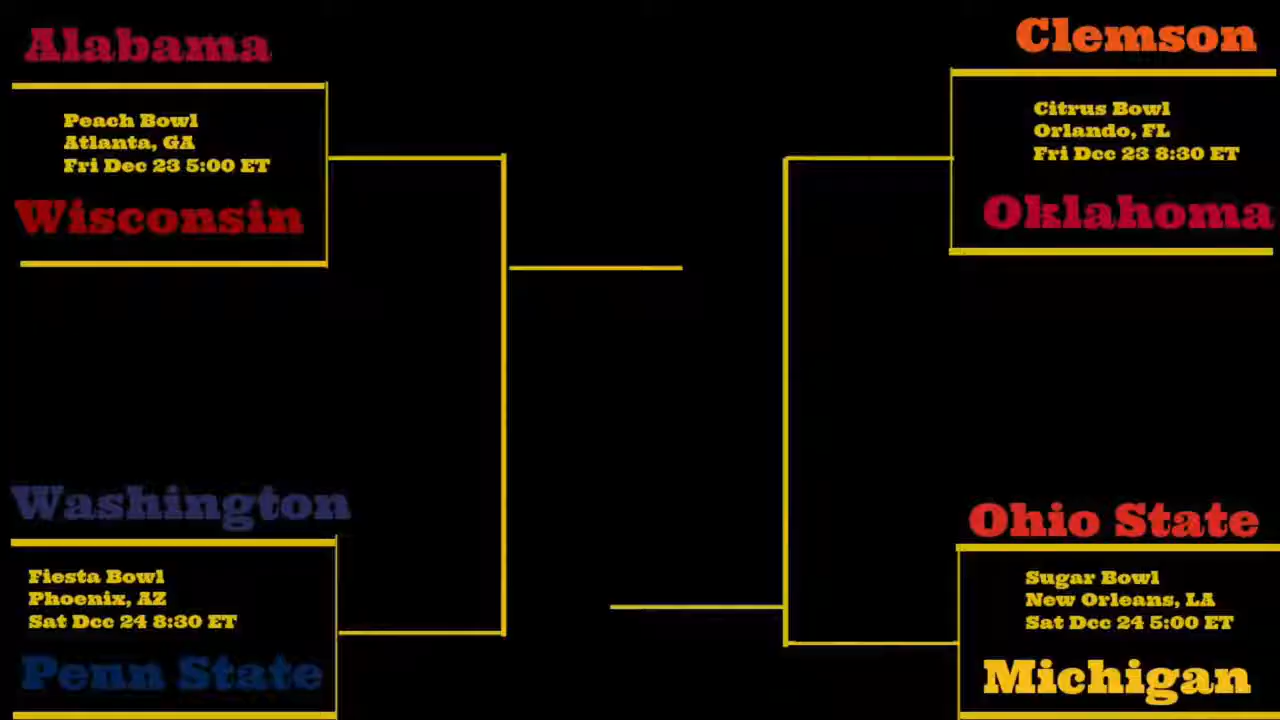 Alabama
Peach Bowl
Atlanta, GA
Fri Dec 23 5:00 ET
Wisconsin
Washington
Fiesta Bowl
Phoenix, AZ
Sat Dec 24 8:30 ET
Penn State
Clemson
Citrus Bowl
Orlando, FL
Fri Dec 23 8:30 ET
Oklahoma
Ohio State
Sugar Bowl
New Orleans, LA
Sat Dec 24 5:00 ET
Michigan